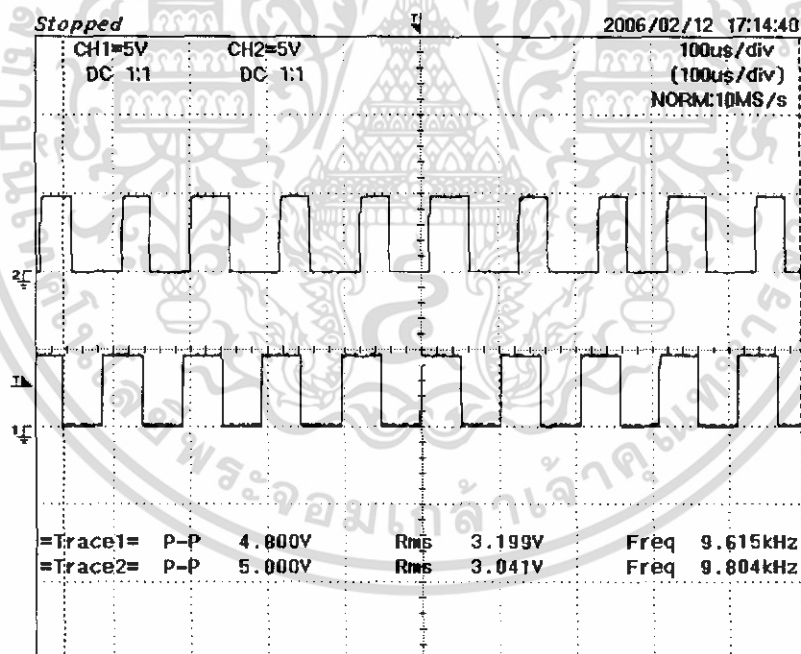 Stopped 2006/02/12 17:14:40
CH1=5V CH2=5V 100us/div
DC 1:1 DC 1:1 (100us/div)
NORM:10MS/s
T
2
T
1
=Trace1= P-P 4.800V Rms 3.199V Freq 9.615kHz
=Trace2= P-P 5.000V Rms 3.041V Freq 9.804kHz